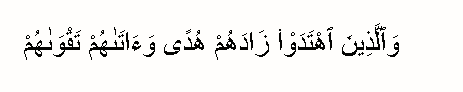 وَٱلَّذِينَ ٱهْتَدَوْا۟ زَادَهُمْ هُدًى وَءَاتَىٰهُمْ تَقْوَىٰهُمْ